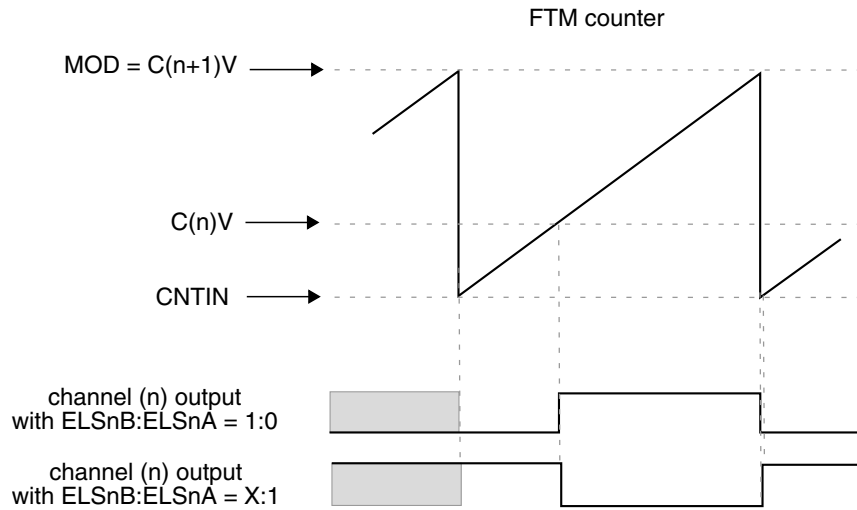 FTM counter
MOD = C(n+1)V
C(n)V
CNTIN
channel (n) output
with ELSnB:ELSnA = 1:0
channel (n) output
with ELSnB:ELSnA = X:1